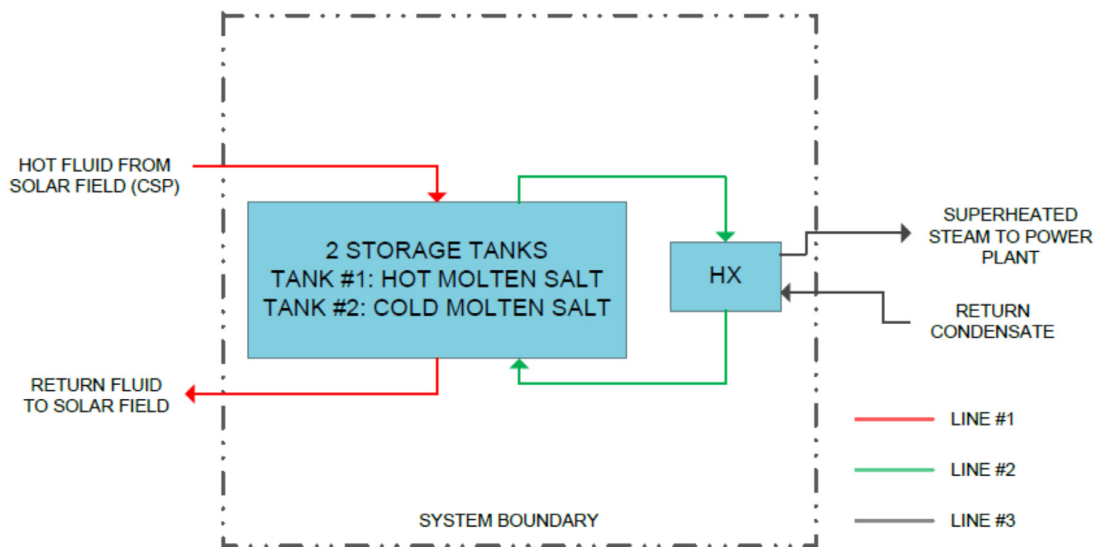 HOT FLUID FROM
SOLAR FIELD (CSP)
2 STORAGE TANKS
TANK #1: HOT MOLTEN SALT
TANK #2: COLD MOLTEN SALT
HX
SUPERHEATED
STEAM TO POWER
PLANT
RETURN
CONDENSATE
RETURN FLUID
TO SOLAR FIELD
LINE #1
LINE #2
LINE #3
SYSTEM BOUNDARY